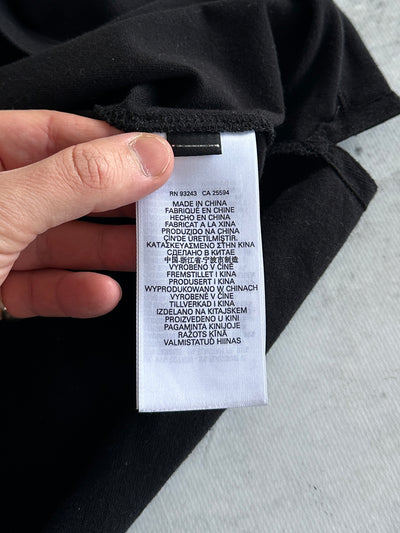 RN 93243 CA 25594
MADE IN CHINA
FABRIQUÉ EN CHINE
HECHO EN CHINA
FABRICAT A LA XINA
PRODUZIDO NA CHINA
ÇİN'DE ÜRETİLMİŞTİR.
ΚΑΤΑΣΚΕΥΑΣΜΕΝΟ ΣΤΗΝ ΚΙΝΑ
СДЕЛАНО В КИТАЕ
中国.浙江省.宁波市制造
VYROBENO V ČÍNĚ
FREMSTILLET I KINA
PRODUSERT I KINA
WYPRODUKOWANO W CHINACH
VYROBENÉ V ČÍNE
TILLVERKAD I KINA
IZDELANO NA KITAJSKEM
PROIZVEDENO U KINI
PAGAMINTA KINIJOJE
RAŽOTS ĶĪNĀ
VALMISTATUD HIINAS